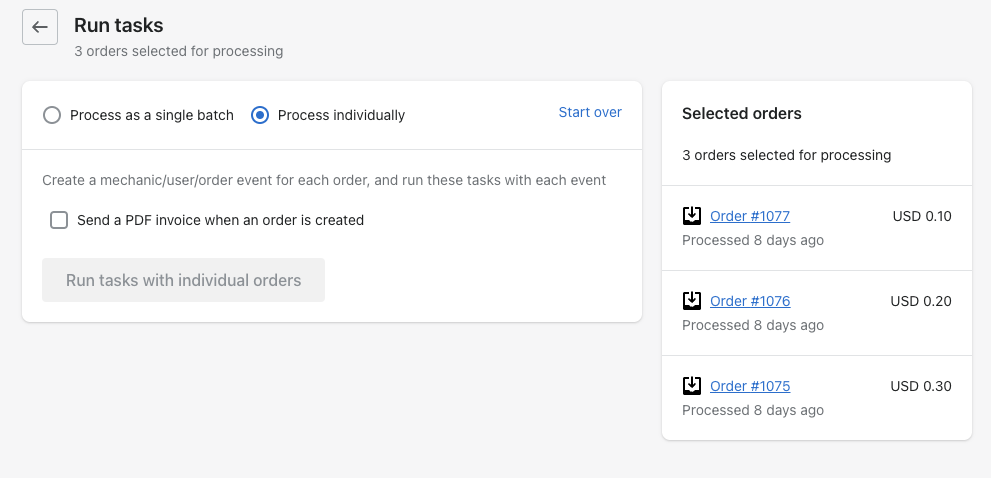 Run tasks
3 orders selected for processing
Process as a single batch
Process individually
Start over
Create a mechanic/user/order event for each order, and run these tasks with each event
Send a PDF invoice when an order is created
Run tasks with individual orders
Selected orders
3 orders selected for processing
Order #1077 USD 0.10
Processed 8 days ago
Order #1076 USD 0.20
Processed 8 days ago
Order #1075 USD 0.30
Processed 8 days ago